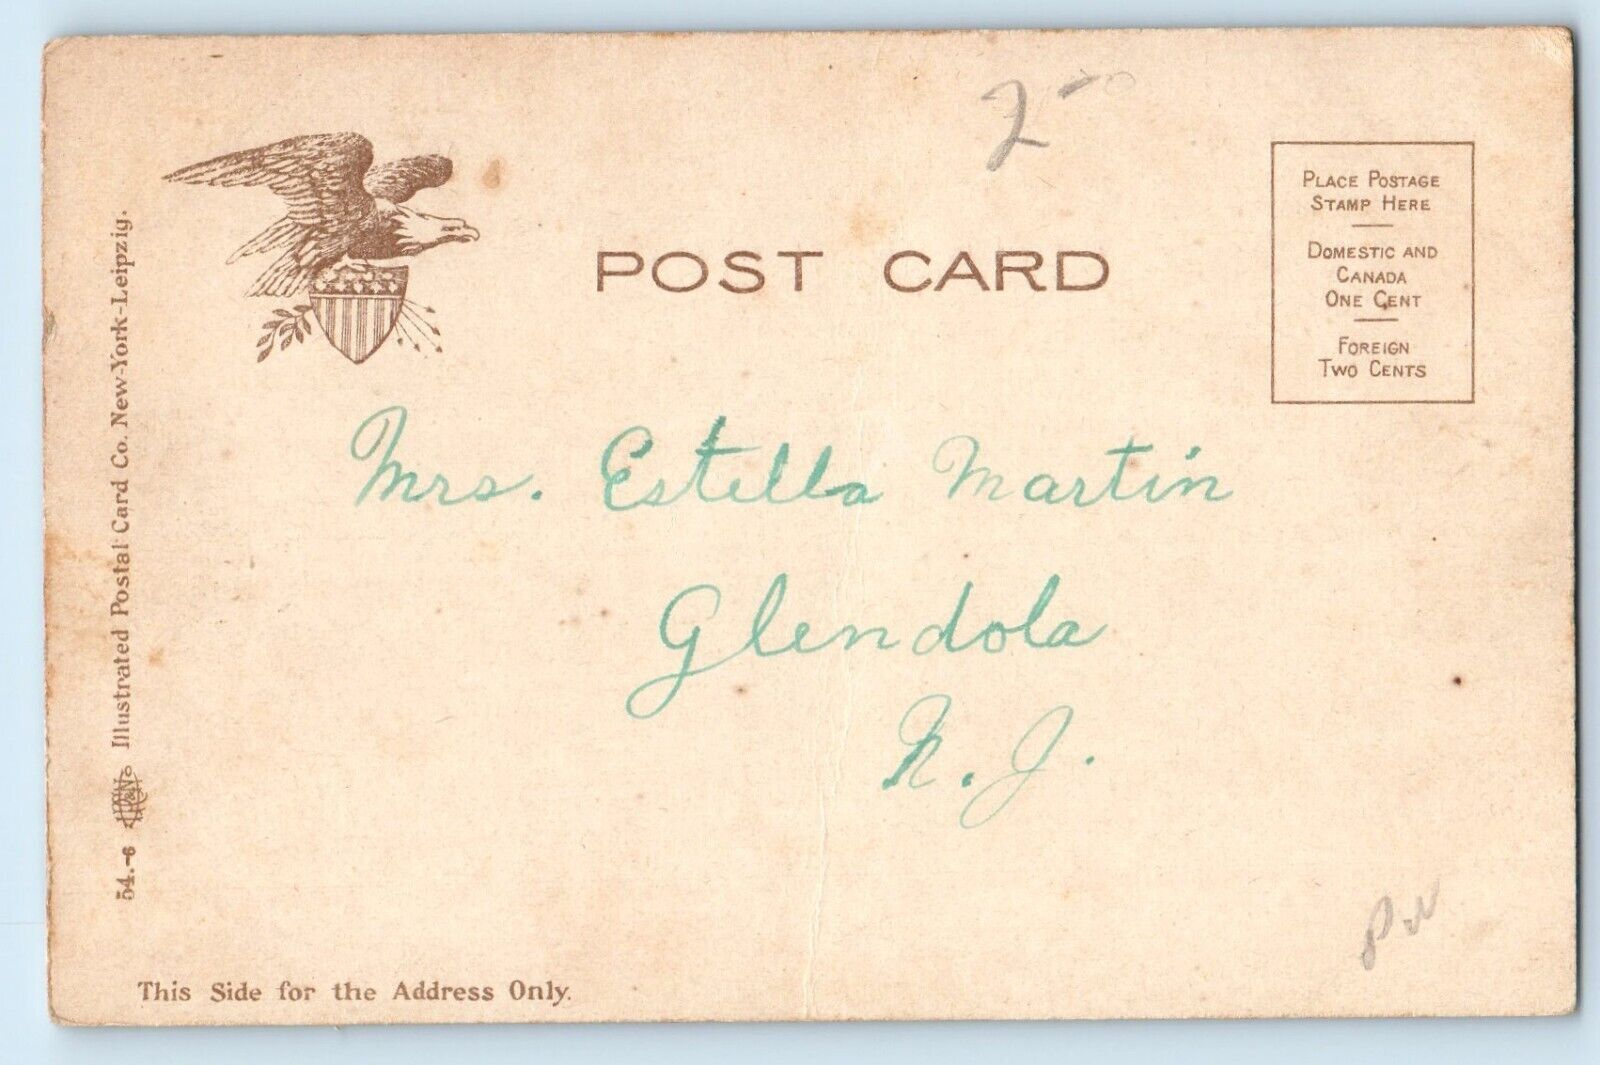 2
POST CARD
PLACE POSTAGE
STAMP HERE
DOMESTIC AND
CANADA
ONE CENT
FOREIGN
TWO CENTS
Mrs. Estella Martin
Glendola
N. J.
54.-6
Illustrated Postal Card Co. New-York-Leipzig.
This Side for the Address Only.